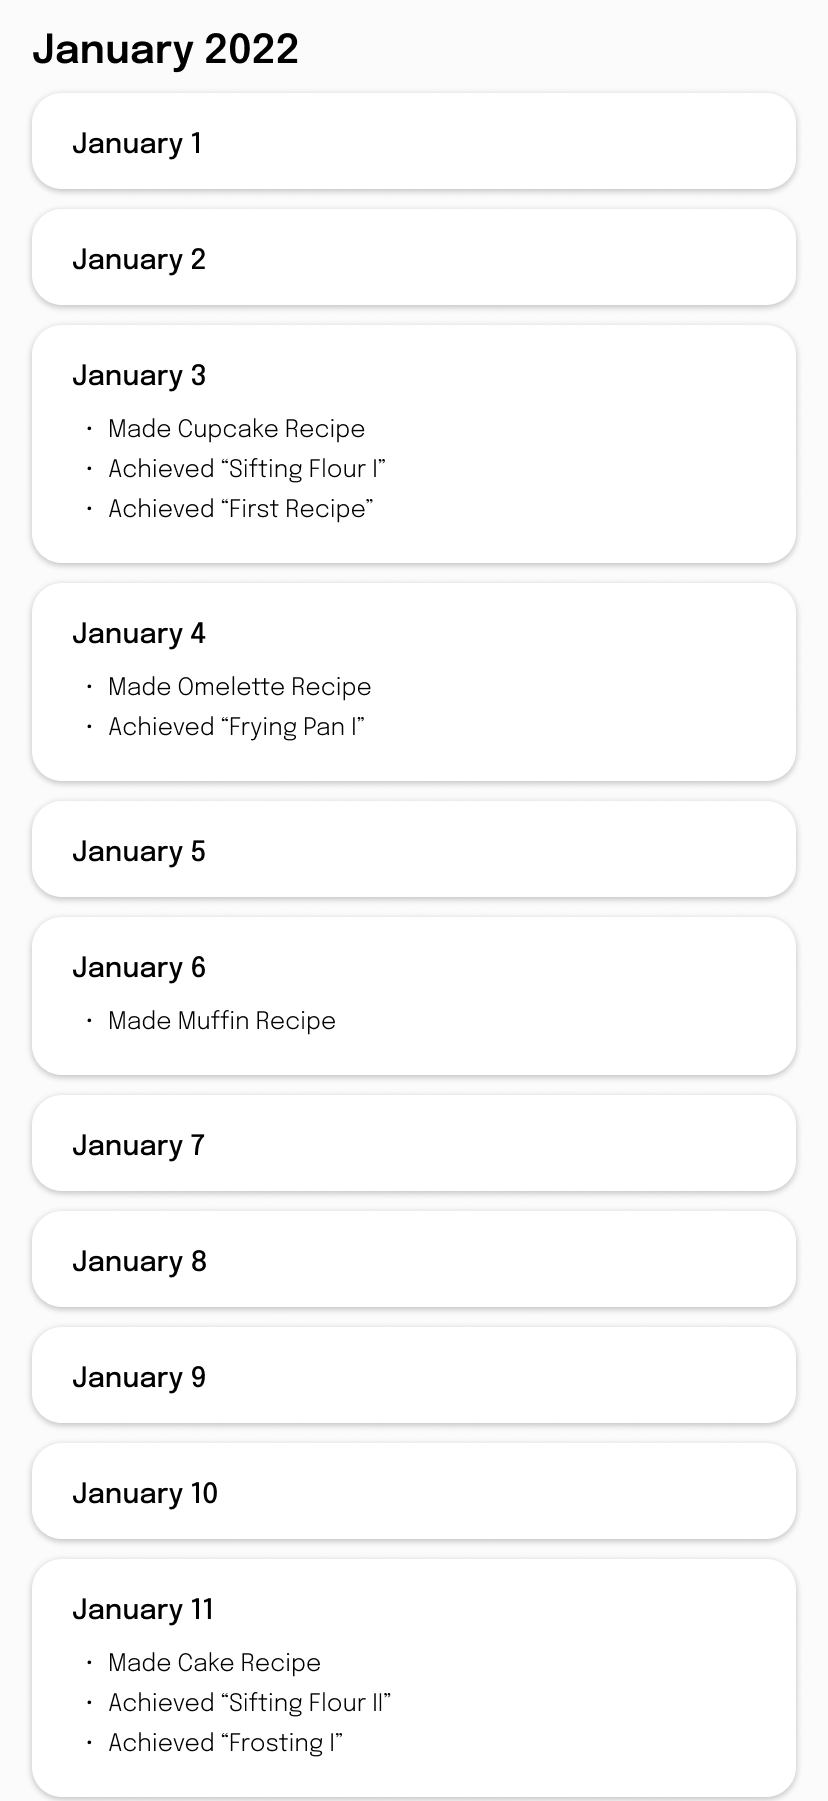 January 2022
January 1
January 2
January 3
• Made Cupcake Recipe
• Achieved “Sifting Flour I”
• Achieved “First Recipe”
January 4
• Made Omelette Recipe
• Achieved “Frying Pan I”
January 5
January 6
• Made Muffin Recipe
January 7
January 8
January 9
January 10
January 11
• Made Cake Recipe
• Achieved “Sifting Flour II”
• Achieved “Frosting I”